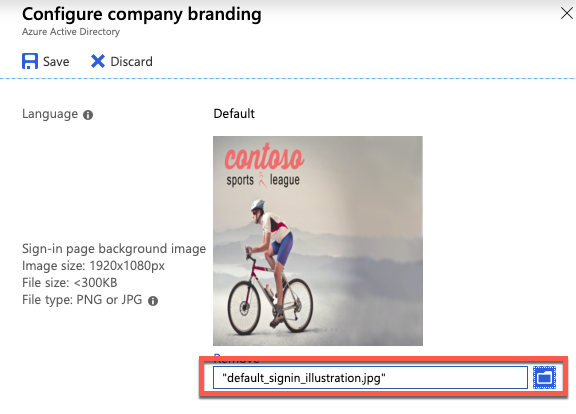 Configure company branding
Azure Active Directory
Save
Discard
Language
Default
contoso
sports league
Sign-in page background image
Image size: 1920x1080px
File size: <300KB
File type: PNG or JPG
Remove
"default_signin_illustration.jpg"